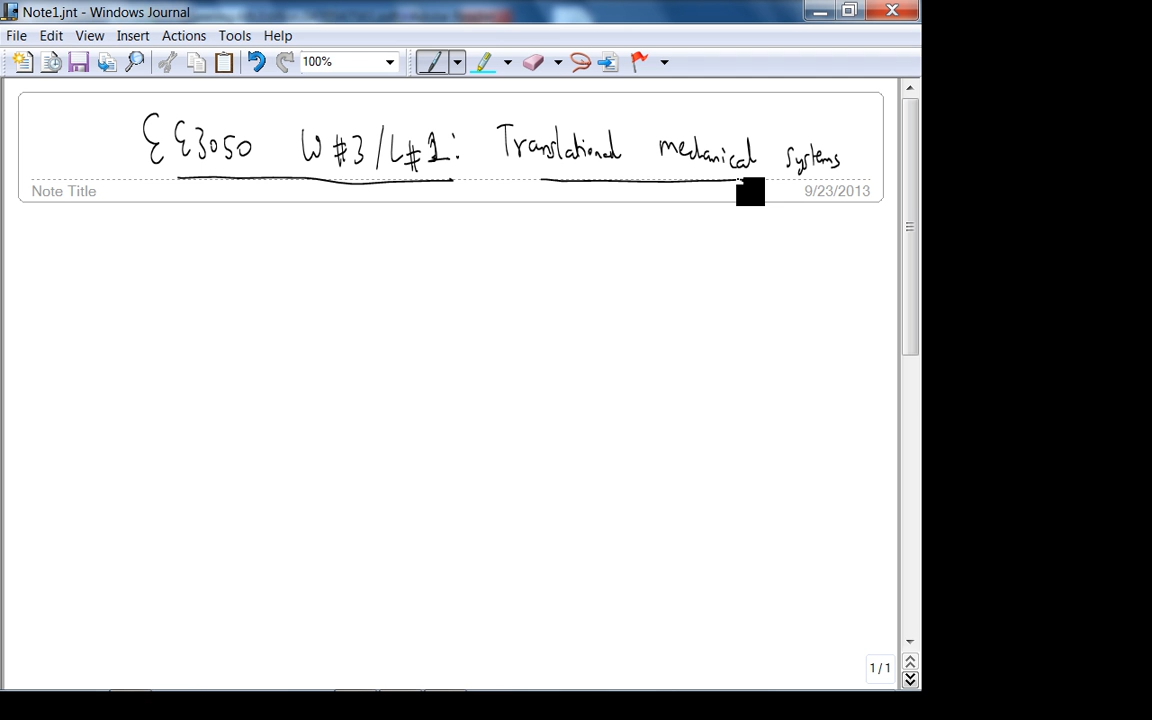 Note1.jnt - Windows Journal
File Edit View Insert Actions Tools Help
100%
EE3050 W#3/L#1: Translational mechanical systems
Note Title 9/23/2013
1/1